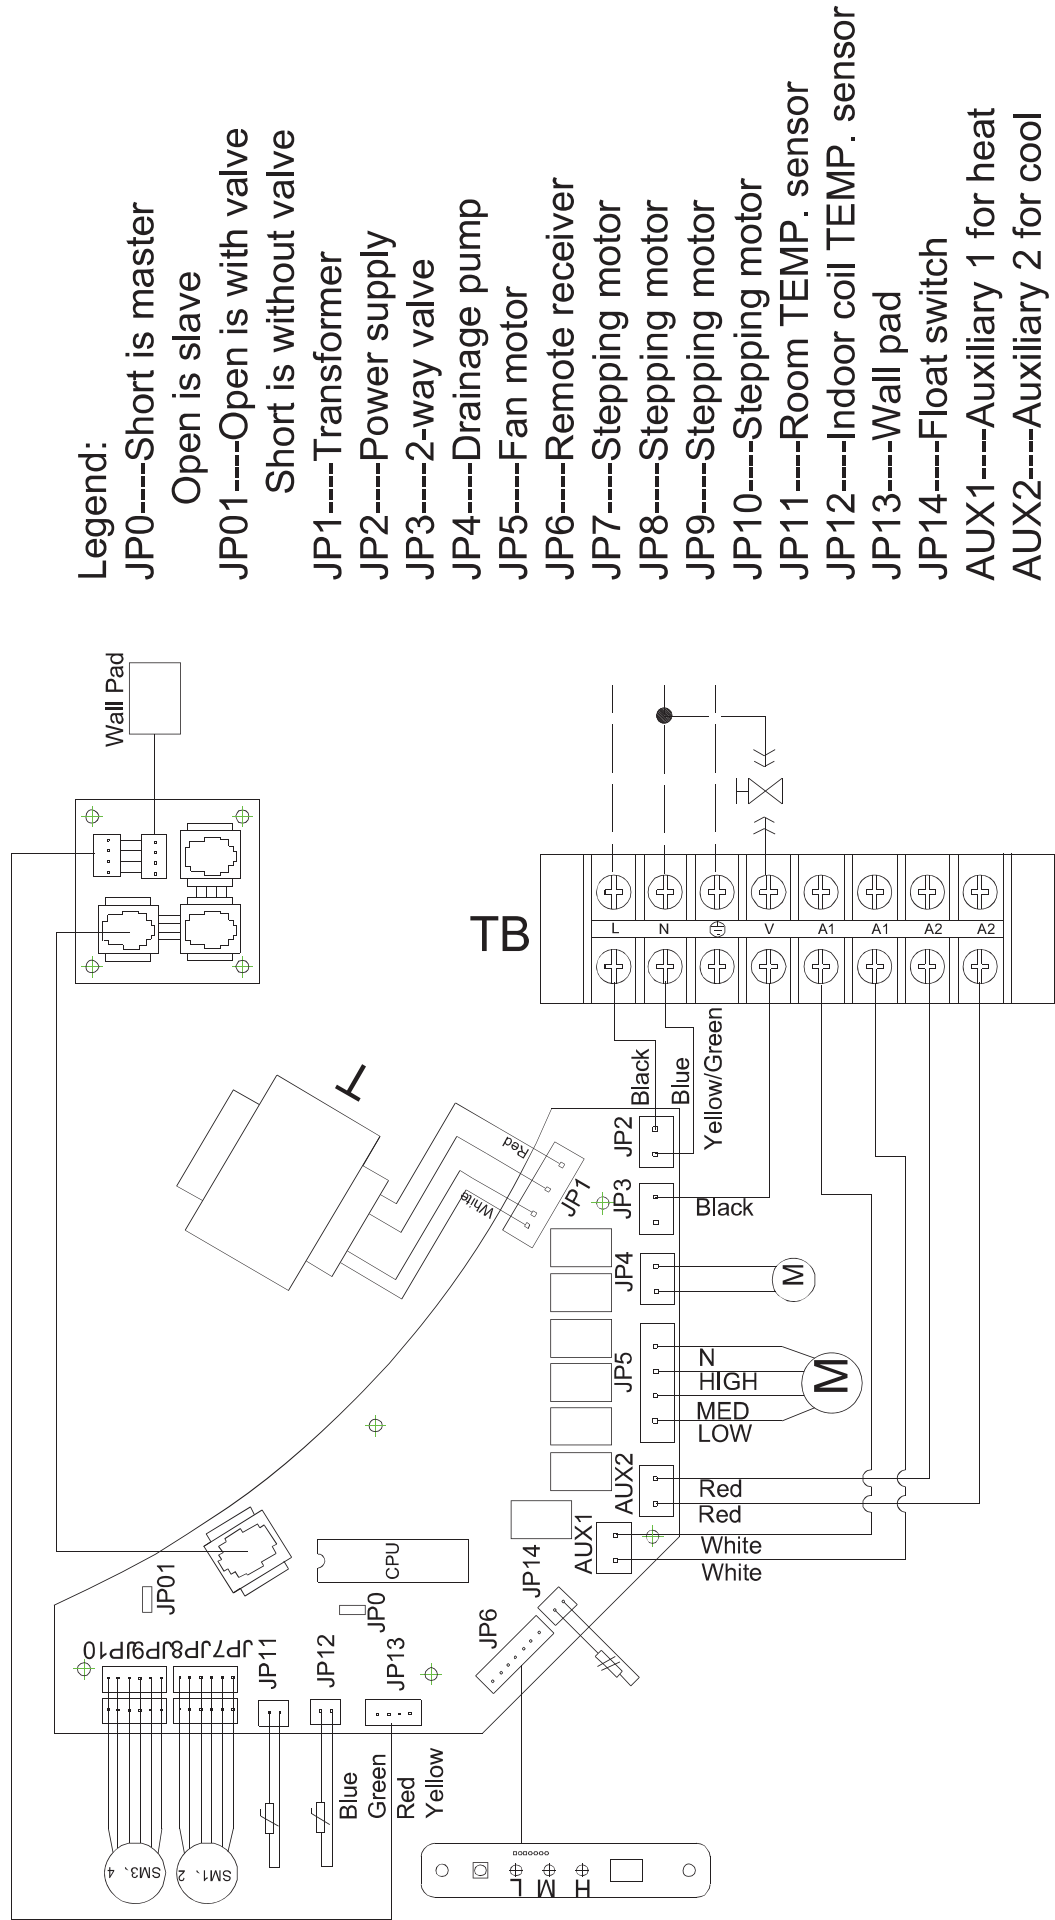 Legend:
JP0-----Short is master
Open is slave
JP01-----Open is with valve
Short is without valve
JP1-----Transformer
JP2-----Power supply
JP3-----2-way valve
JP4-----Drainage pump
JP5-----Fan motor
JP6-----Remote receiver
JP7-----Stepping motor
JP8-----Stepping motor
JP9-----Stepping motor
JP10-----Stepping motor
JP11-----Room TEMP. sensor
JP12-----Indoor coil TEMP. sensor
JP13-----Wall pad
JP14-----Float switch
AUX1-----Auxiliary 1 for heat
AUX2-----Auxiliary 2 for cool
Wall Pad
TB
L
N
V
A1
A1
A2
A2
T
Red
White
JP1
JP2
Black
Blue
Yellow/Green
JP3
Black
JP4
M
JP5
N
HIGH
MED
LOW
M
AUX2
Red
Red
AUX1
White
White
JP14
JP6
CPU
JP01
JP0
JP10
JP9
JP8
JP7
JP11
JP12
JP13
Blue
Green
Red
Yellow
SM3、4
SM1、2
L
M
H